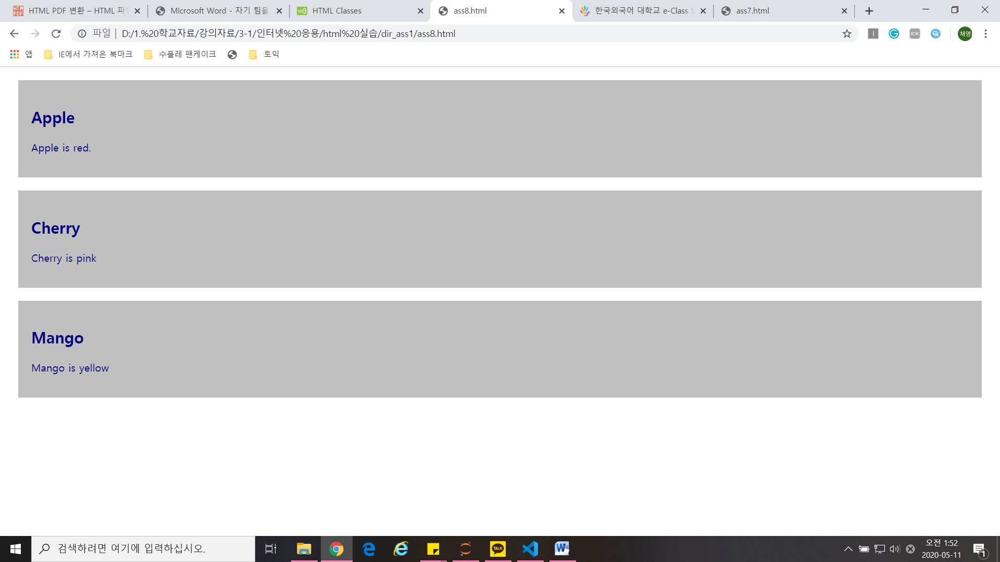 HTML PDF 변환 – HTML 파일
Microsoft Word - 자기 팀을
HTML Classes
ass8.html
한국외국어 대학교 e-Class S
ass7.html
파일 | D:/1.%20학교자료/강의자료/3-1/인터넷%20응용/html%20실습/dir_ass1/ass8.html
채영
앱
IE에서 가져온 북마크
수플레 팬케이크
토익
Apple
Apple is red.
Cherry
Cherry is pink
Mango
Mango is yellow
검색하려면 여기에 입력하십시오.
TALK
오전 1:52
2020-05-11
1